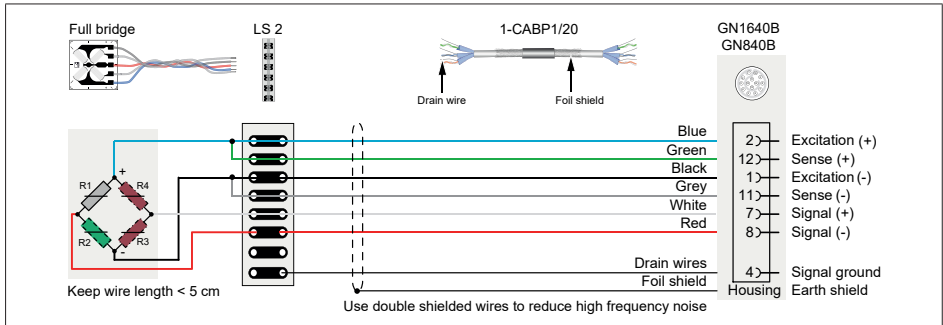 Full bridge
LS 2
1-CABP1/20
GN1640B
GN840B
Drain wire
Foil shield
Blue
2
Excitation (+)
Green
12
Sense (+)
Black
1
Excitation (-)
Grey
11
Sense (-)
White
7
Signal (+)
Red
8
Signal (-)
+
R1
R4
R2
R3
-
Drain wires
4
Signal ground
Foil shield
Housing
Earth shield
Keep wire length < 5 cm
Use double shielded wires to reduce high frequency noise